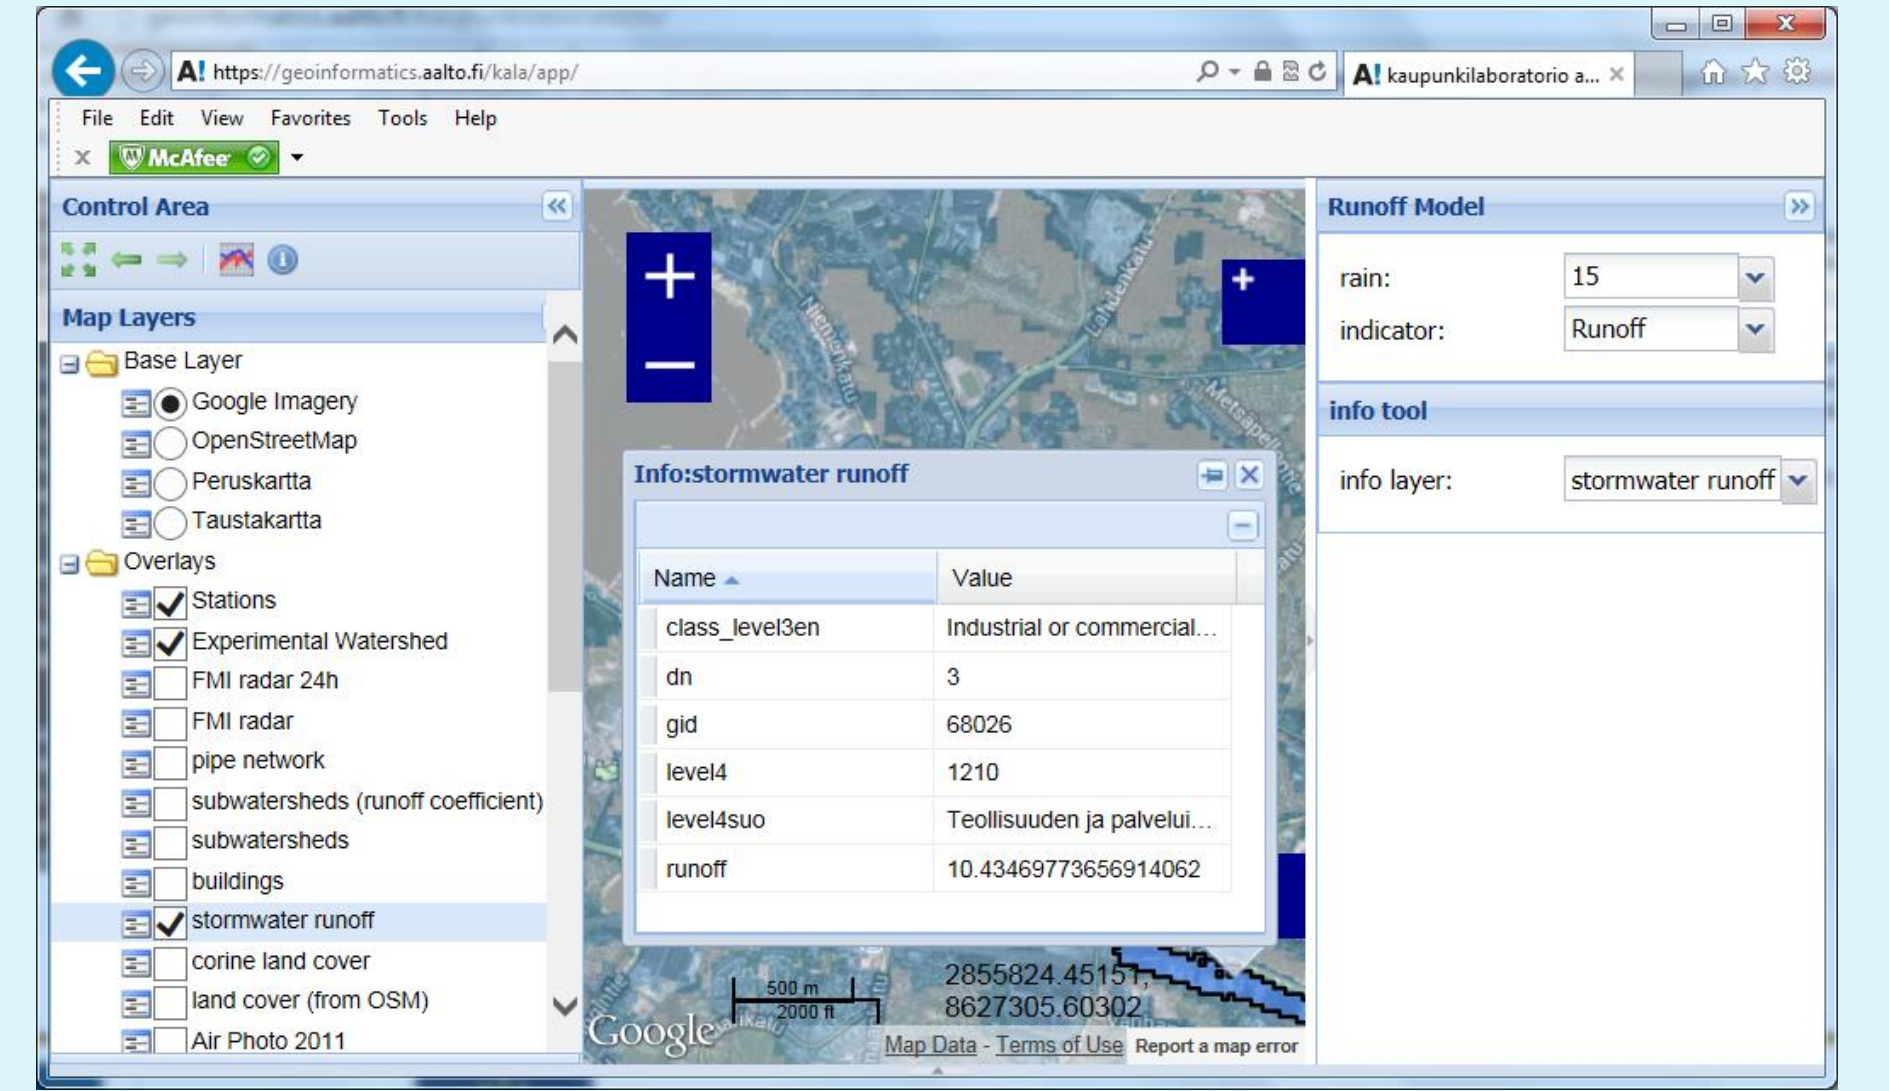 A! https://geoinformatics.aalto.fi/kala/app/
A! kaupunkilaboratorio a...
File Edit View Favorites Tools Help
McAfee
Control Area
Map Layers
Base Layer
Google Imagery
OpenStreetMap
Peruskartta
Taustakartta
Overlays
Stations
Experimental Watershed
FMI radar 24h
FMI radar
pipe network
subwatersheds (runoff coefficient)
subwatersheds
buildings
stormwater runoff
corine land cover
land cover (from OSM)
Air Photo 2011
Niemenkatu
Lahdenkatu
Info:stormwater runoff
Name Value
class_level3en Industrial or commercial...
dn 3
gid 68026
level4 1210
level4suo Teollisuuden ja palvelui...
runoff 10.43469773656914062
500 m
2000 ft
2855824.45151,
8627305.60302
Google
Map Data - Terms of Use Report a map error
Runoff Model
rain: 15
indicator: Runoff
info tool
info layer: stormwater runoff